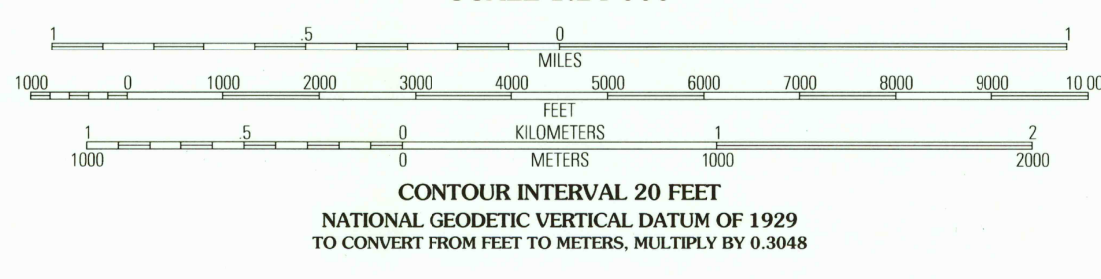 1 .5 0 1
MILES
1000 0 1000 2000 3000 4000 5000 6000 7000 8000 9000 10 00
FEET
1 .5 0 KILOMETERS 1 2
1000 0 METERS 1000 2000
CONTOUR INTERVAL 20 FEET
NATIONAL GEODETIC VERTICAL DATUM OF 1929
TO CONVERT FROM FEET TO METERS, MULTIPLY BY 0.3048